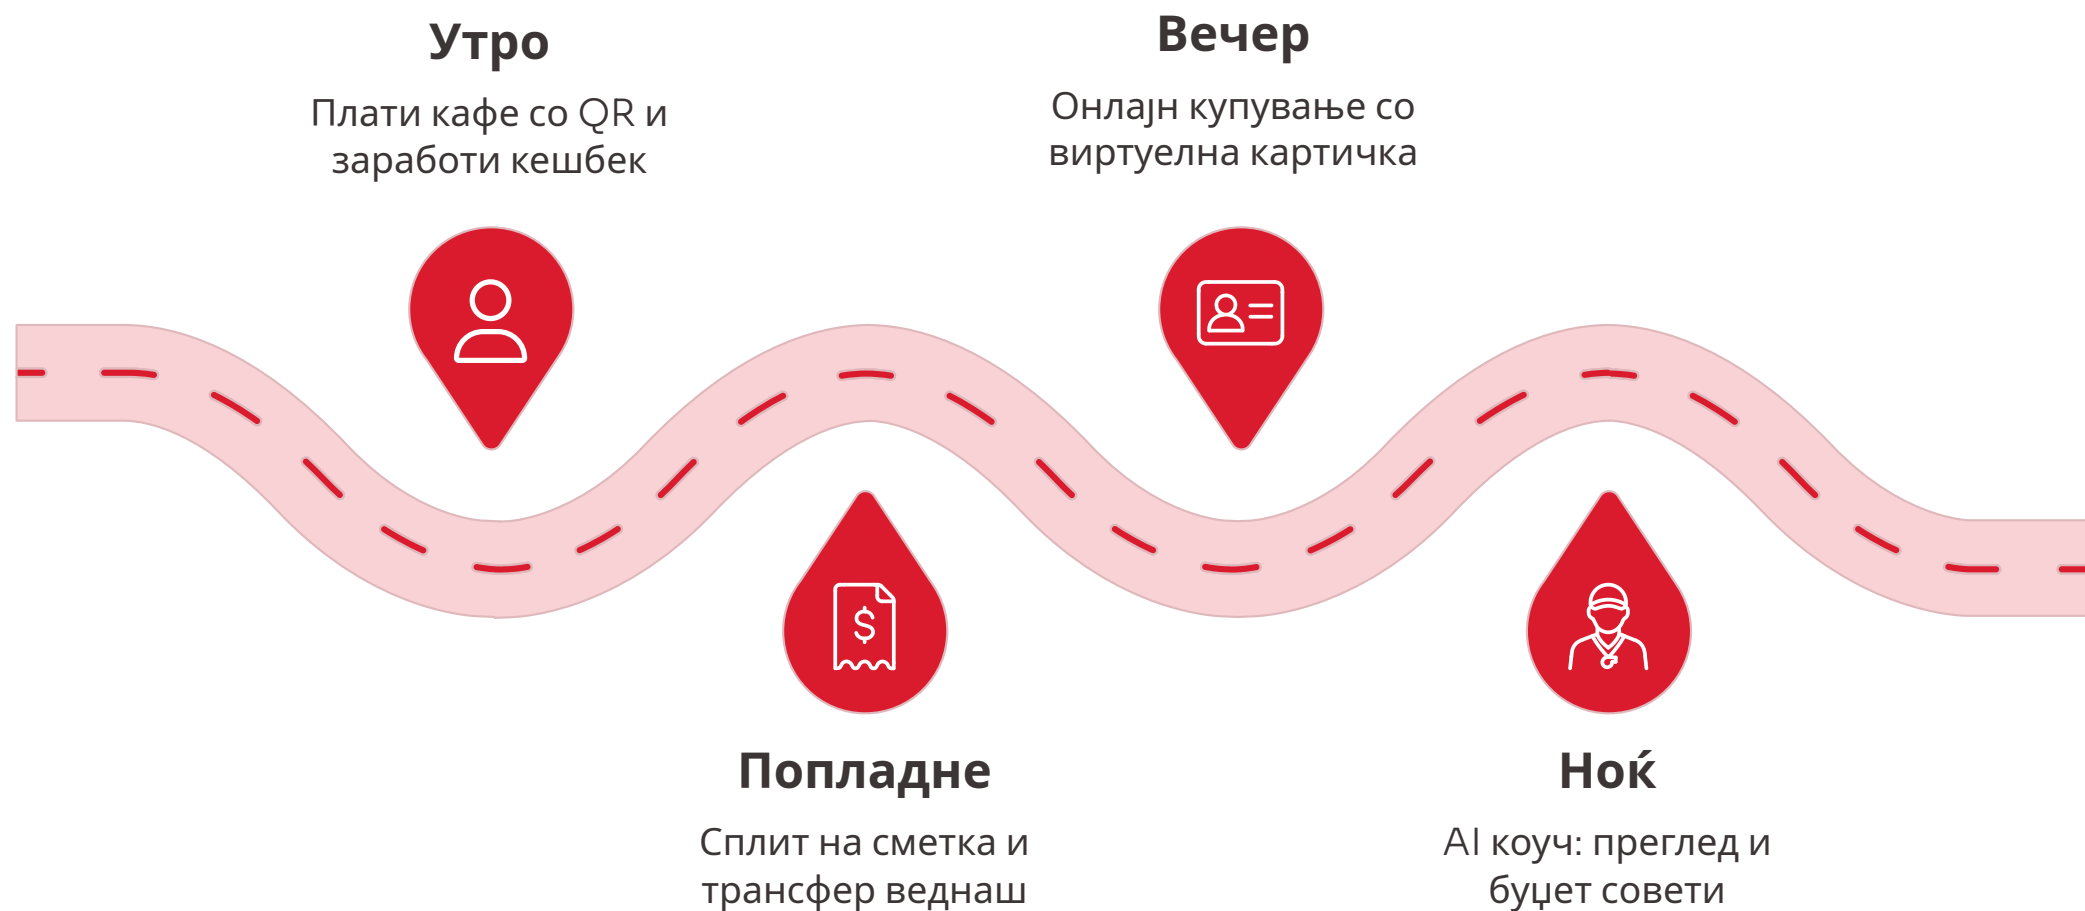 Утро
Плати кафе со QR и
заработи кешбек
Попладне
Сплит на сметка и
трансфер веднаш
Вечер
Онлајн купување со
виртуелна картичка
Ноќ
AI коуч: преглед и
буџет совети
$